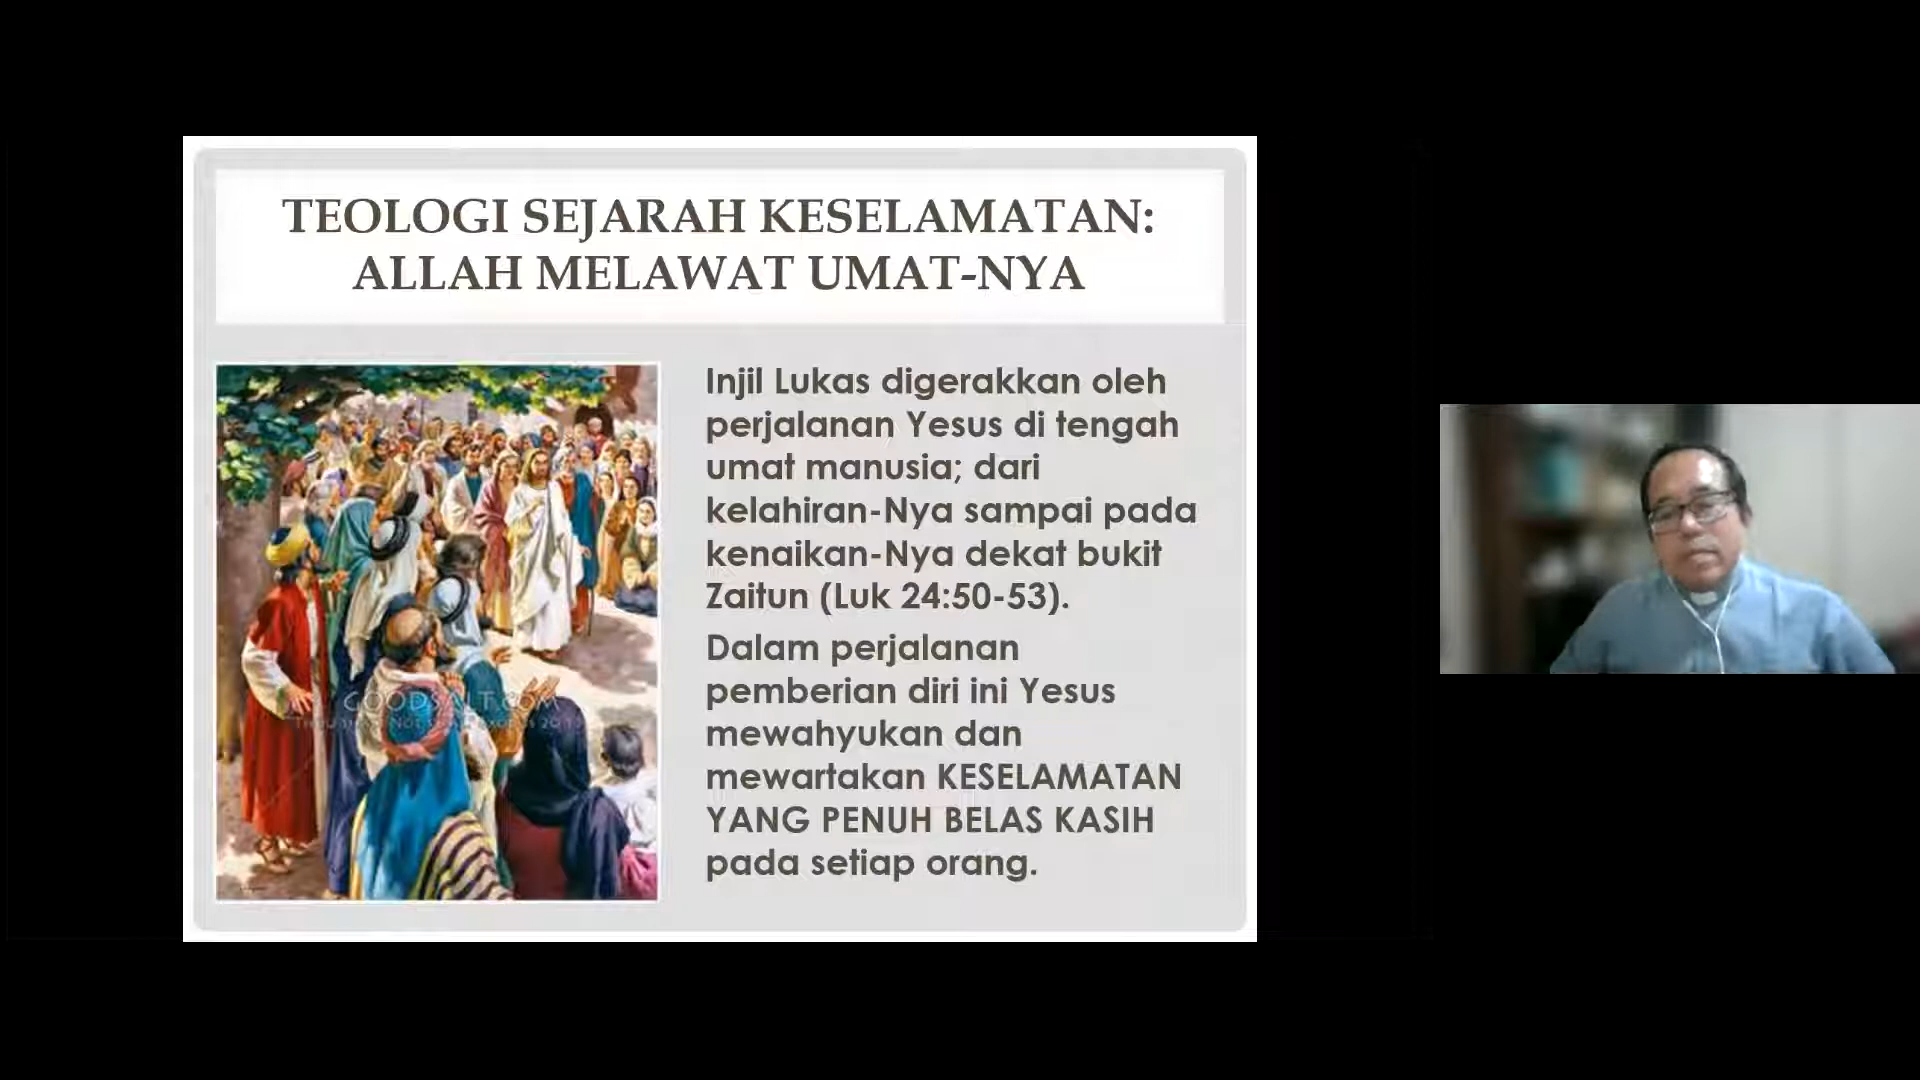 TEOLOGI SEJARAH KESELAMATAN:
ALLAH MELAWAT UMAT-NYA
Injil Lukas digerakkan oleh
perjalanan Yesus di tengah
umat manusia; dari
kelahiran-Nya sampai pada
kenaikan-Nya dekat bukit
Zaitun (Luk 24:50-53).
Dalam perjalanan
pemberian diri ini Yesus
mewahyukan dan
mewartakan KESELAMATAN
YANG PENUH BELAS KASIH
pada setiap orang.
GOODSALT.COM